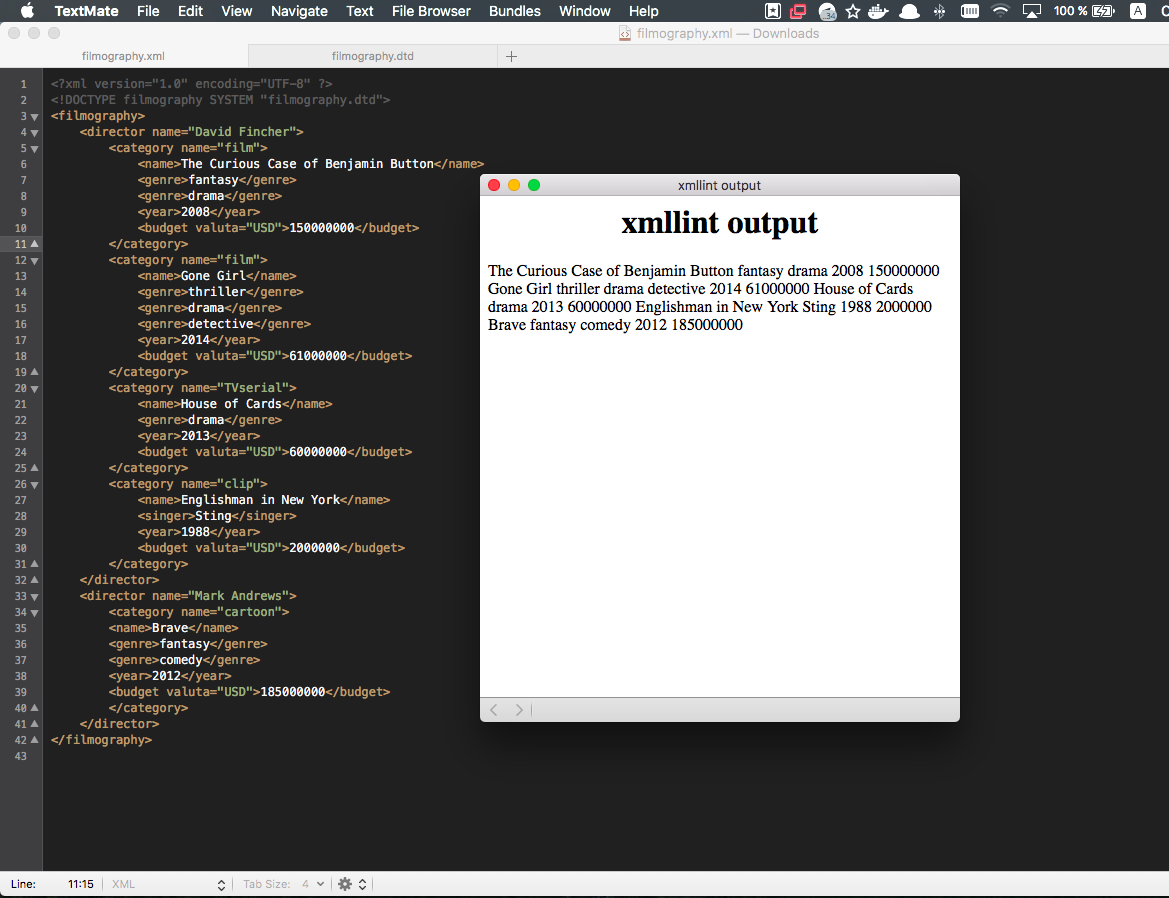 TextMate File Edit View Navigate Text File Browser Bundles Window Help 34 100 % A
filmography.xml — Downloads
filmography.xml filmography.dtd
1 <?xml version="1.0" encoding="UTF-8" ?>
2 <!DOCTYPE filmography SYSTEM "filmography.dtd">
3 <filmography>
4 <director name="David Fincher">
5 <category name="film">
6 <name>The Curious Case of Benjamin Button</name>
7 <genre>fantasy</genre>
8 <genre>drama</genre>
9 <year>2008</year>
10 <budget valuta="USD">150000000</budget>
11 </category>
12 <category name="film">
13 <name>Gone Girl</name>
14 <genre>thriller</genre>
15 <genre>drama</genre>
16 <genre>detective</genre>
17 <year>2014</year>
18 <budget valuta="USD">61000000</budget>
19 </category>
20 <category name="TVserial">
21 <name>House of Cards</name>
22 <genre>drama</genre>
23 <year>2013</year>
24 <budget valuta="USD">60000000</budget>
25 </category>
26 <category name="clip">
27 <name>Englishman in New York</name>
28 <singer>Sting</singer>
29 <year>1988</year>
30 <budget valuta="USD">2000000</budget>
31 </category>
32 </director>
33 <director name="Mark Andrews">
34 <category name="cartoon">
35 <name>Brave</name>
36 <genre>fantasy</genre>
37 <genre>comedy</genre>
38 <year>2012</year>
39 <budget valuta="USD">185000000</budget>
40 </category>
41 </director>
42 </filmography>
43
xmllint output
xmllint output
The Curious Case of Benjamin Button fantasy drama 2008 150000000
Gone Girl thriller drama detective 2014 61000000 House of Cards
drama 2013 60000000 Englishman in New York Sting 1988 2000000
Brave fantasy comedy 2012 185000000
Line: 11:15 XML Tab Size: 4